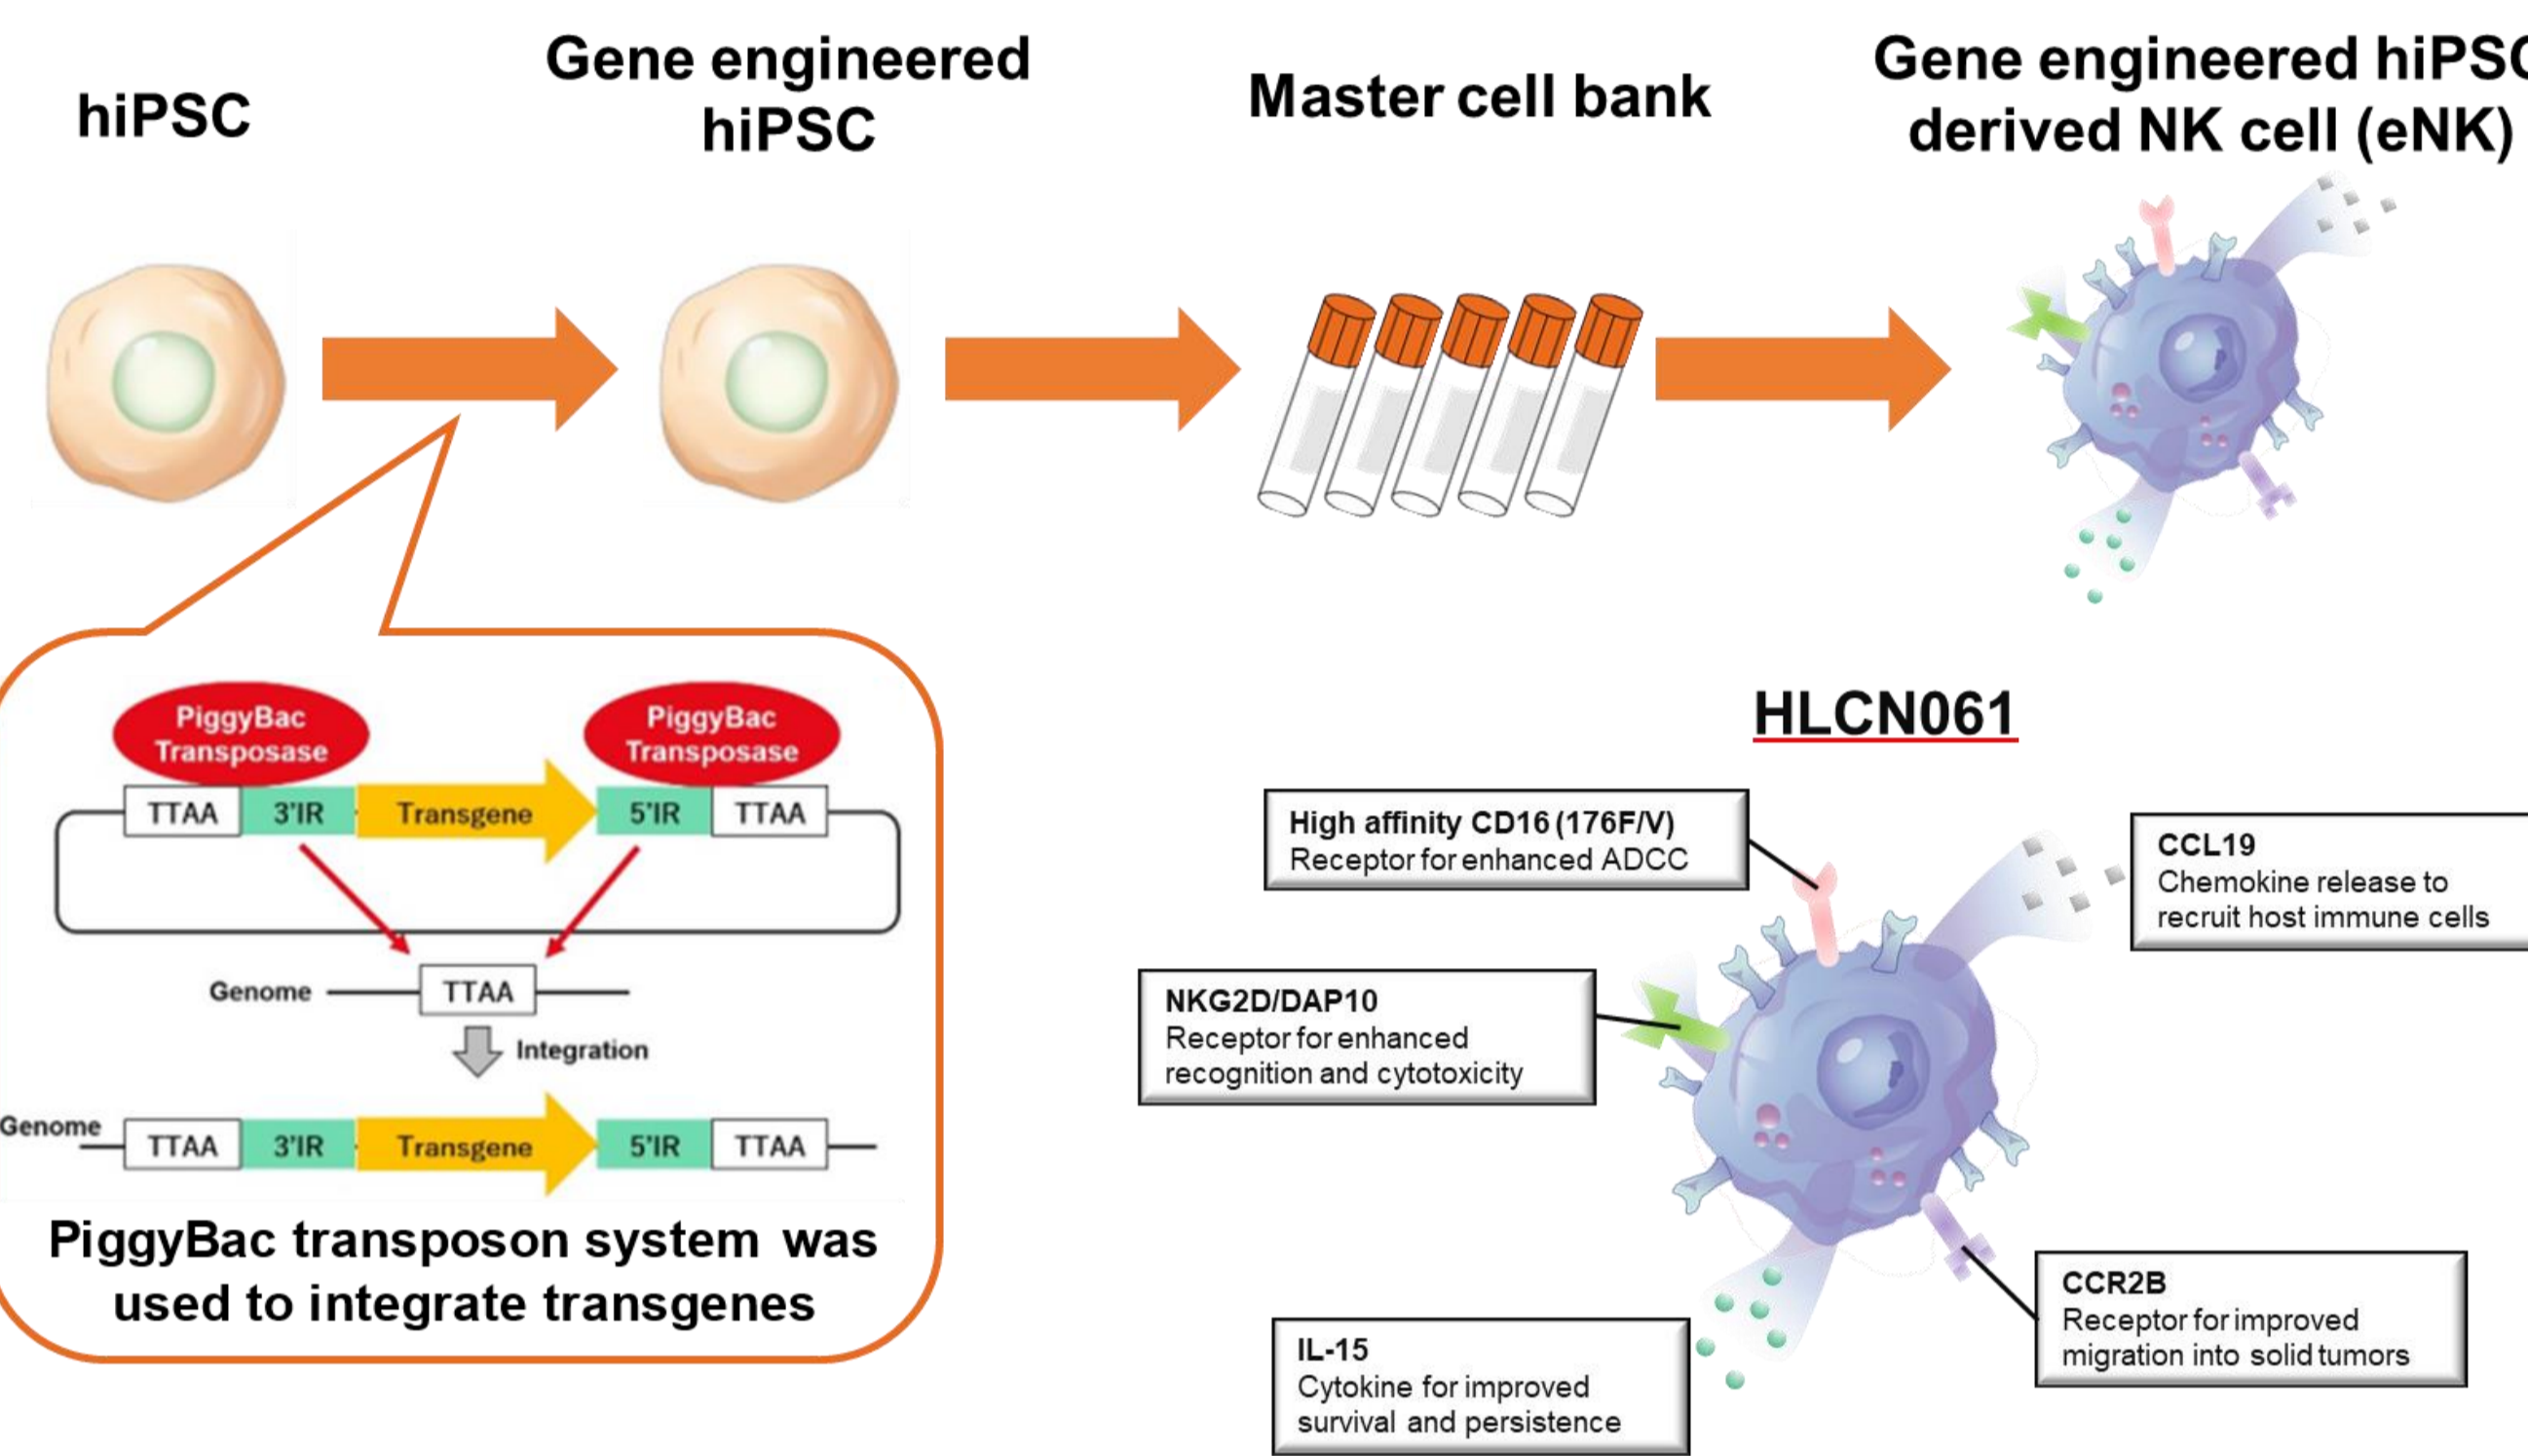 hiPSC
Gene engineered
hiPSC
Master cell bank
Gene engineered hiPSC
derived NK cell (eNK)
PiggyBac
Transposase
PiggyBac
Transposase
TTAA
3'IR
Transgene
5'IR
TTAA
Genome
TTAA
Integration
Genome
TTAA
3'IR
Transgene
5'IR
TTAA
PiggyBac transposon system was
used to integrate transgenes
HLCN061
High affinity CD16 (176F/V)
Receptor for enhanced ADCC
CCL19
Chemokine release to
recruit host immune cells
NKG2D/DAP10
Receptor for enhanced
recognition and cytotoxicity
CCR2B
Receptor for improved
migration into solid tumors
IL-15
Cytokine for improved
survival and persistence